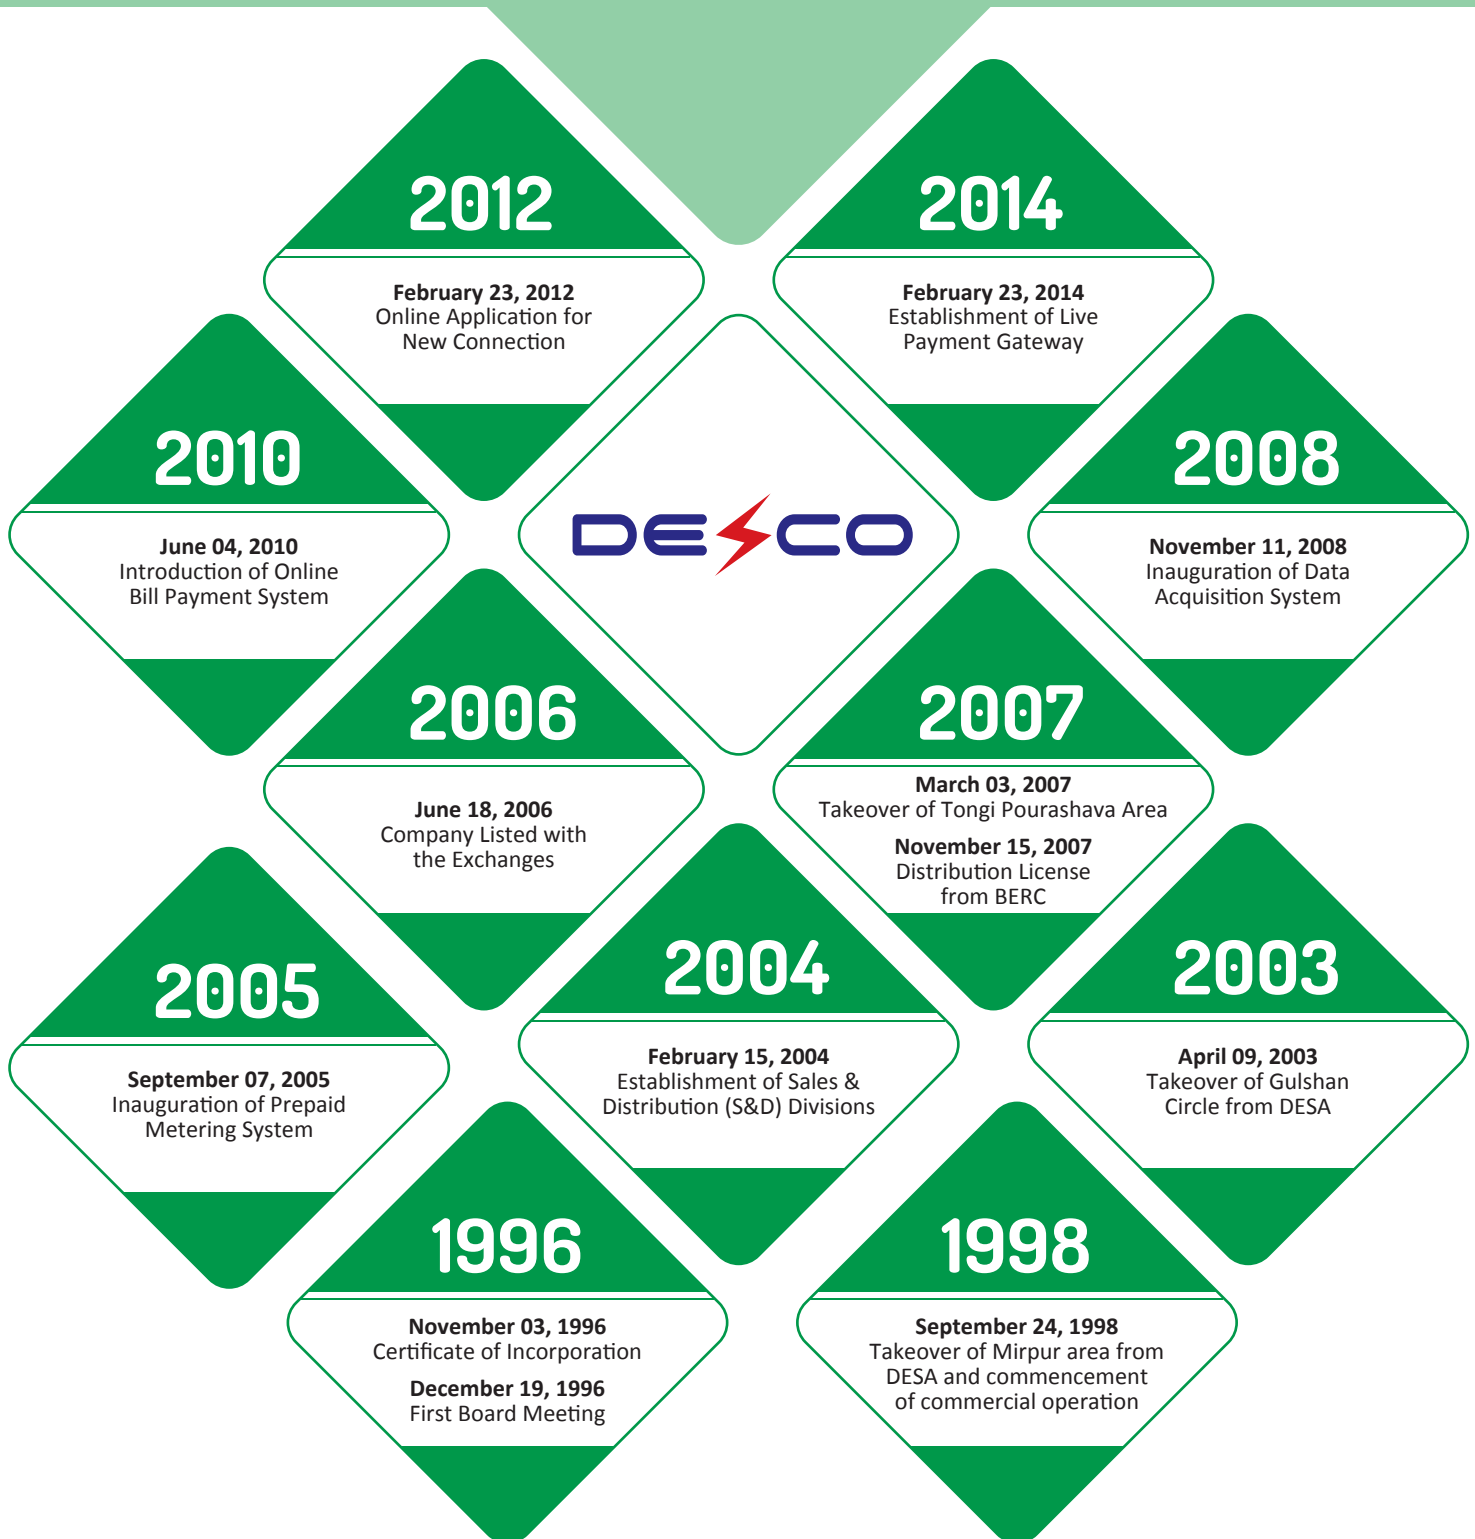 2012
February 23, 2012
Online Application for
New Connection
2014
February 23, 2014
Establishment of Live
Payment Gateway
2010
June 04, 2010
Introduction of Online
Bill Payment System
DESCO
2008
November 11, 2008
Inauguration of Data
Acquisition System
2006
June 18, 2006
Company Listed with
the Exchanges
2007
March 03, 2007
Takeover of Tongi Pourashava Area
November 15, 2007
Distribution License
from BERC
2005
September 07, 2005
Inauguration of Prepaid
Metering System
2004
February 15, 2004
Establishment of Sales &
Distribution (S&D) Divisions
2003
April 09, 2003
Takeover of Gulshan
Circle from DESA
1996
November 03, 1996
Certificate of Incorporation
December 19, 1996
First Board Meeting
1998
September 24, 1998
Takeover of Mirpur area from
DESA and commencement
of commercial operation